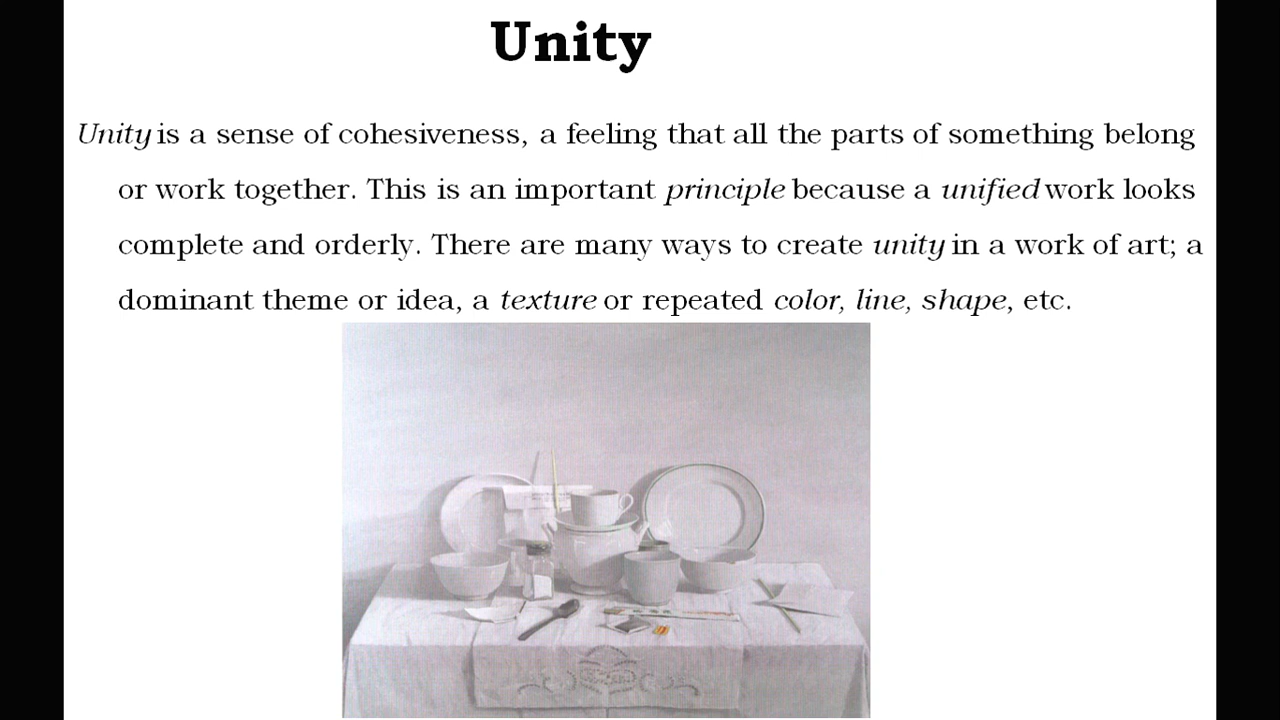 Unity
Unity is a sense of cohesiveness, a feeling that all the parts of something belong
or work together. This is an important principle because a unified work looks
complete and orderly. There are many ways to create unity in a work of art; a
dominant theme or idea, a texture or repeated color, line, shape, etc.